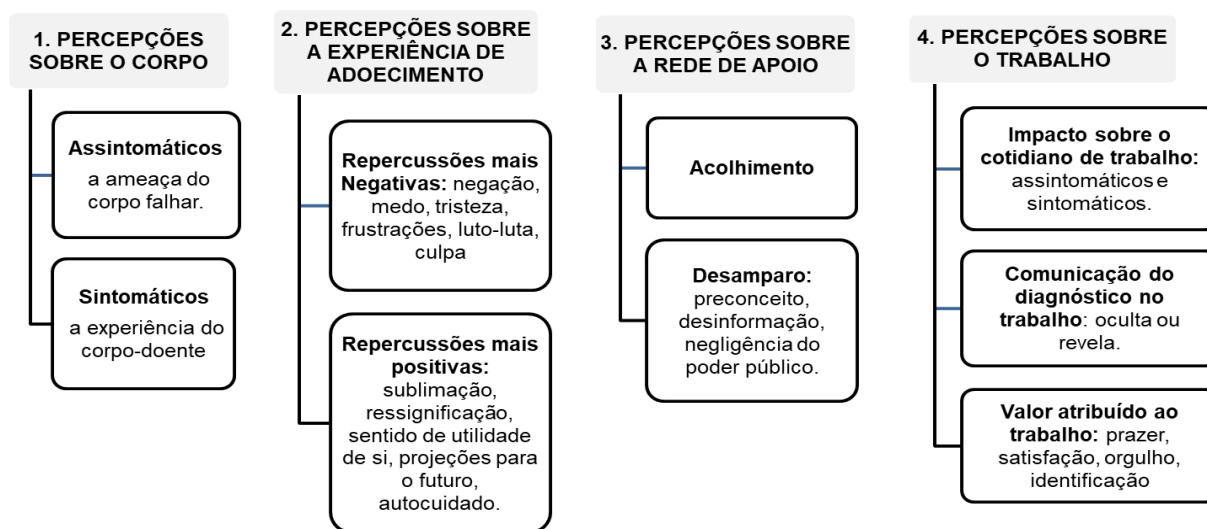 1. PERCEPÇÕES
SOBRE O CORPO
Assintomáticos
a ameaça do
corpo falhar.
Sintomáticos
a experiência do
corpo-doente
2. PERCEPÇÕES SOBRE
A EXPERIÊNCIA DE
ADOECIMENTO
Repercussões mais
Negativas: negação,
medo, tristeza,
frustrações, luto-luta,
culpa
Repercussões mais
positivas:
sublimação,
ressignificação,
sentido de utilidade
de si, projeções para
o futuro,
autocuidado.
3. PERCEPÇÕES SOBRE
A REDE DE APOIO
Acolhimento
Desamparo:
preconceito,
desinformação,
negligência do
poder público.
4. PERCEPÇÕES SOBRE
O TRABALHO
Impacto sobre o
cotidiano de trabalho:
assintomáticos e
sintomáticos.
Comunicação do
diagnóstico no
trabalho: oculta ou
revela.
Valor atribuído ao
trabalho: prazer,
satisfação, orgulho,
identificação